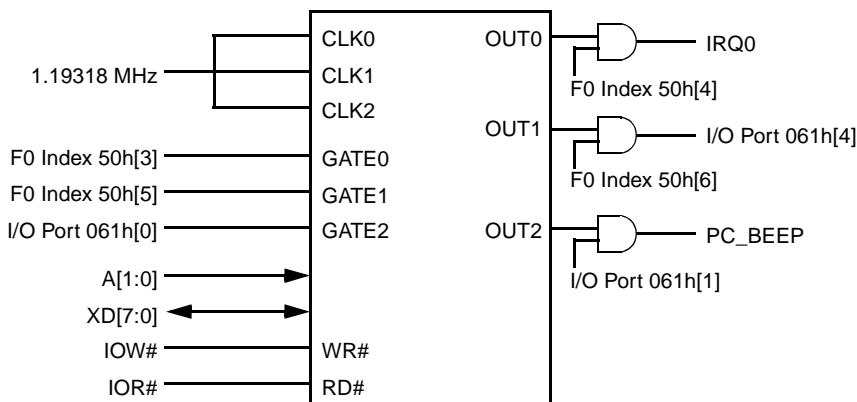 CLK0 OUT0 IRQ0
1.19318 MHz CLK1
F0 Index 50h[4]
CLK2
OUT1 I/O Port 061h[4]
F0 Index 50h[3] GATE0
F0 Index 50h[6]
F0 Index 50h[5] GATE1
I/O Port 061h[0] GATE2 OUT2 PC_BEEP
A[1:0]
I/O Port 061h[1]
XD[7:0]
IOW# WR#
IOR# RD#